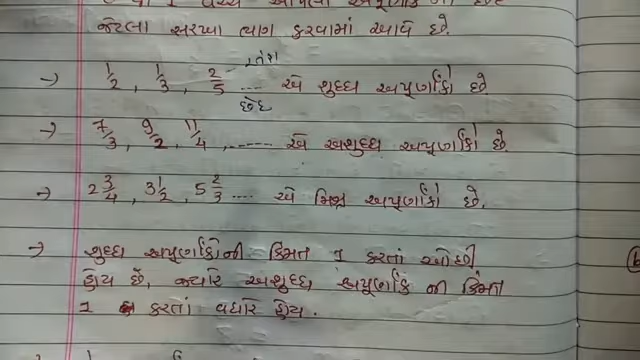 વચ્ચે
જેટલા સરખા ભાગ કરવામાં આવે છે.
અંશ
→ 1/2, 1/3, 2/5 .... એ શુદ્ધ અપૂર્ણાંકો છે
છેદ
→ 7/3, 9/2, 11/4, ...... એ અશુદ્ધ અપૂર્ણાંકો છે.
→ 2 3/4, 3 1/2, 5 2/3 .... એ મિશ્ર અપૂર્ણાંકો છે.
→ શુદ્ધ અપૂર્ણાંકોની કિંમત 1 કરતાં ઓછી
હોય છે, જ્યારે અશુદ્ધ અપૂર્ણાંક ની કિંમત
1 કરતાં વધારે હોય.